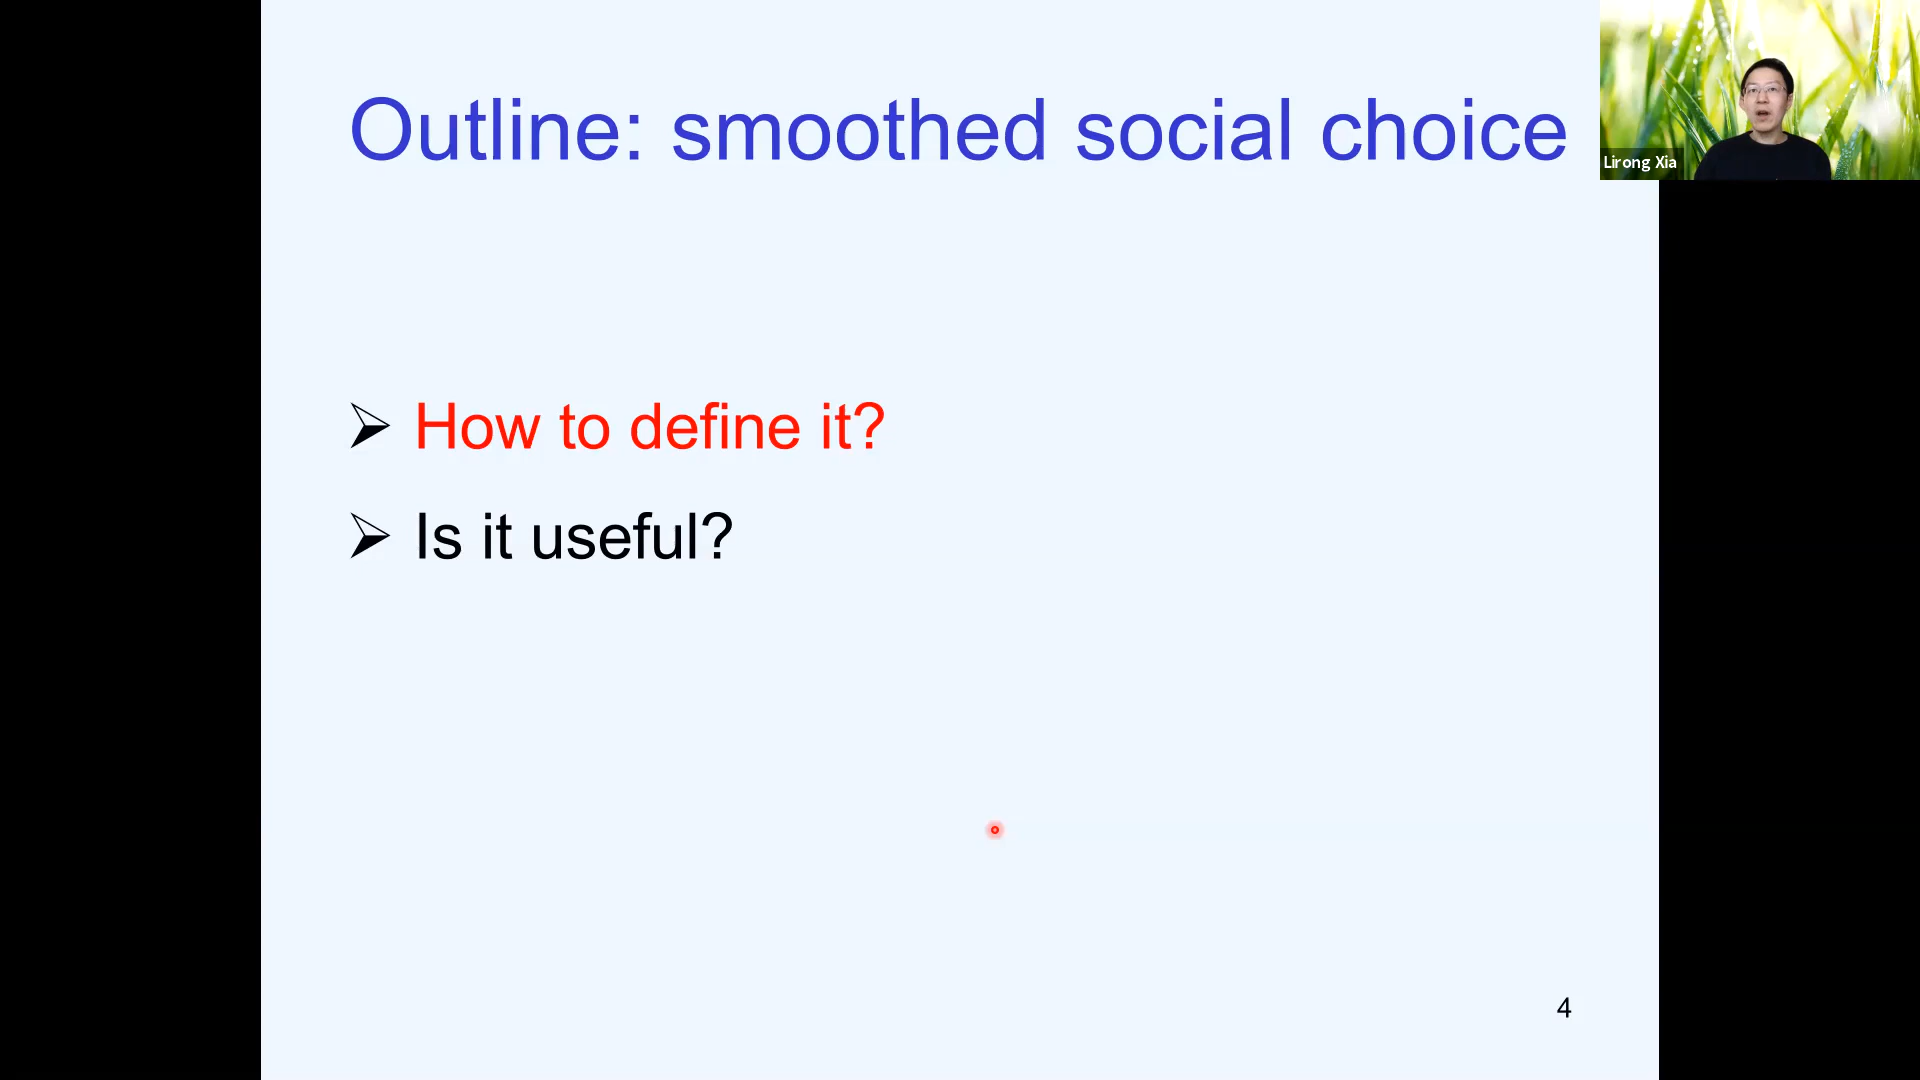 Outline: smoothed social choice
Lirong Xia
How to define it?
Is it useful?
4